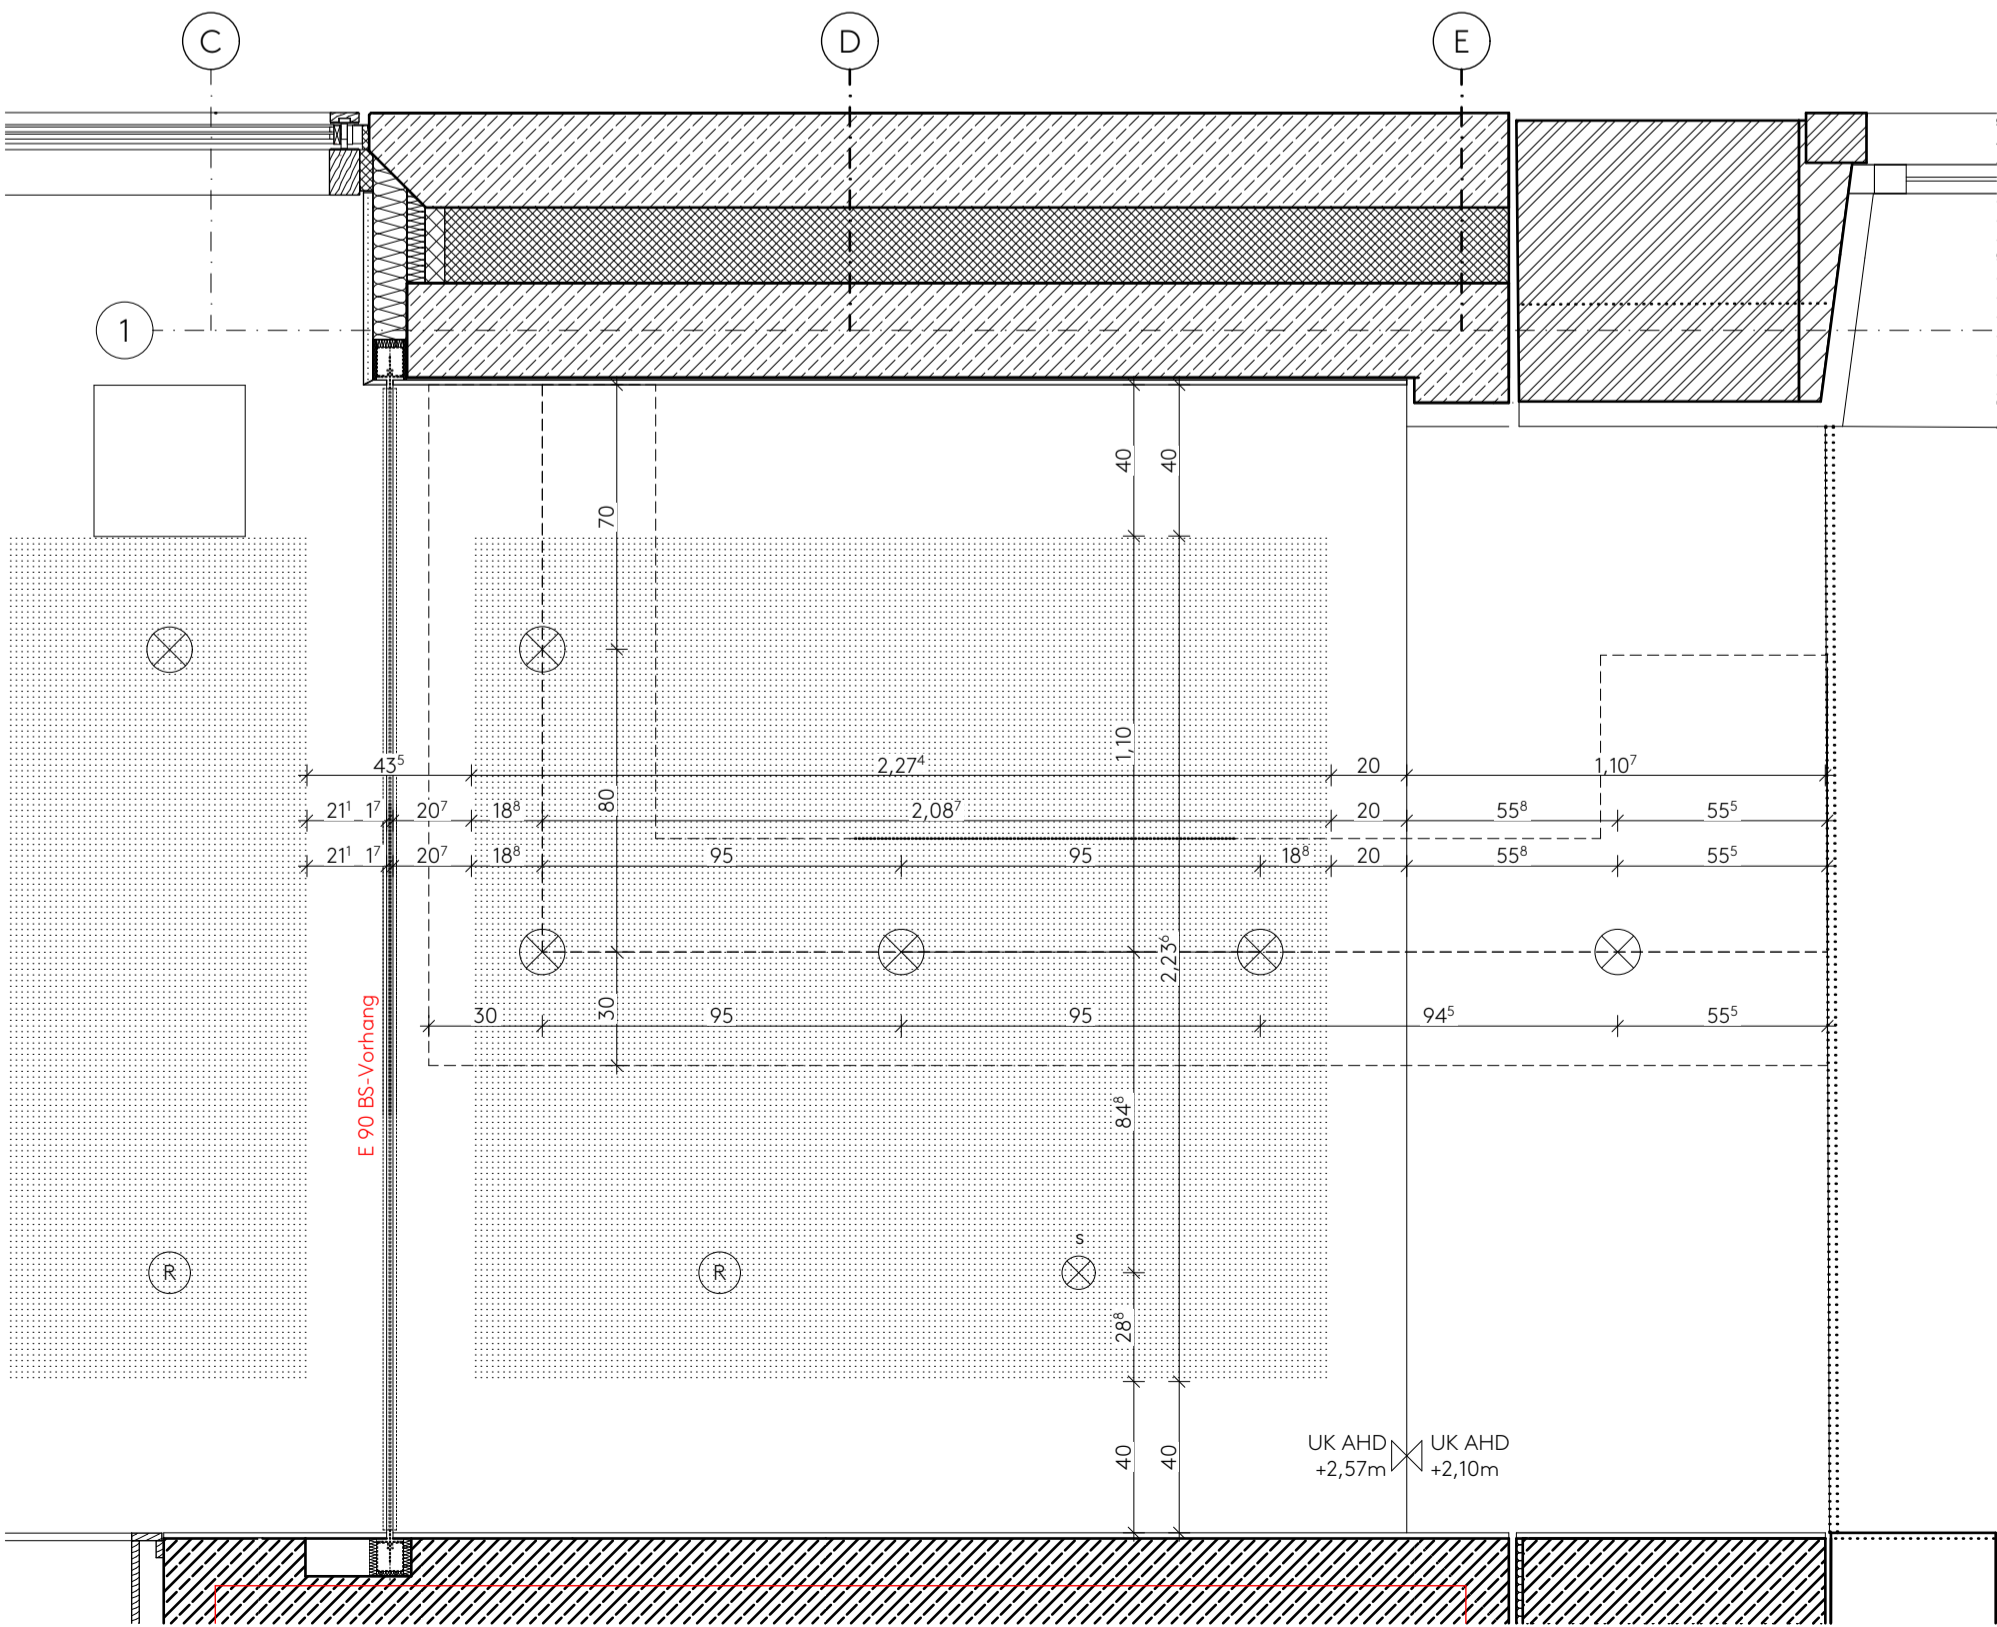 C D E
1
40 40
70
1,10
43⁵ 2,27⁴ 20 1,10⁷
80
21¹ 1⁷ 20⁷ 18⁸ 2,08⁷ 20 55⁸ 55⁵
21¹ 1⁷ 20⁷ 18⁸ 95 95 18⁸ 20 55⁸ 55⁵
2,23⁶
E 90 BS-Vorhang
30
30 95 95 94⁵ 55⁵
84⁸
s
R R
28⁸
40 40
UK AHD UK AHD
+2,57m +2,10m